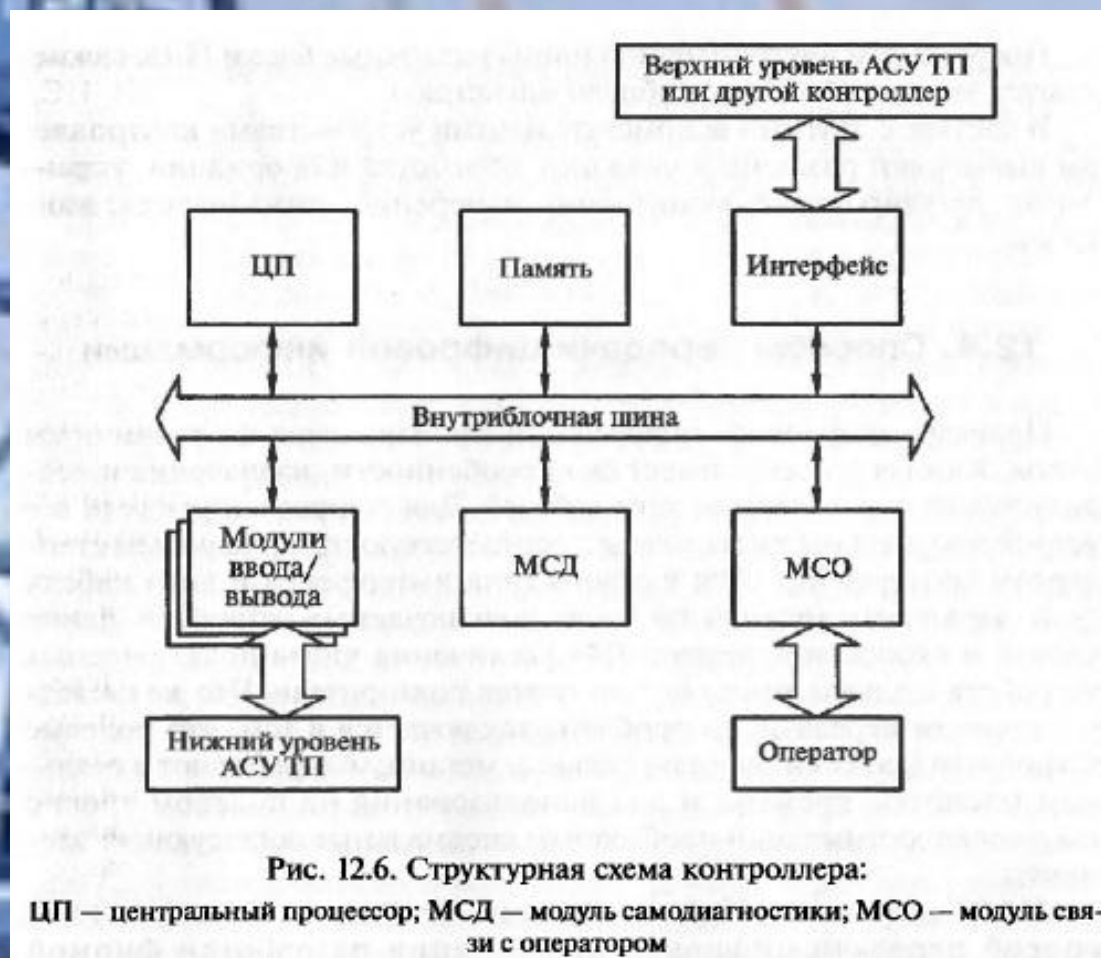 Верхний уровень АСУ ТП
или другой контроллер
ЦП
Память
Интерфейс
Внутриблочная шина
Модули
ввода/
вывода
МСД
МСО
Нижний уровень
АСУ ТП
Оператор
Рис. 12.6. Структурная схема контроллера:
ЦП — центральный процессор; МСД — модуль самодиагностики; МСО — модуль свя-
зи с оператором